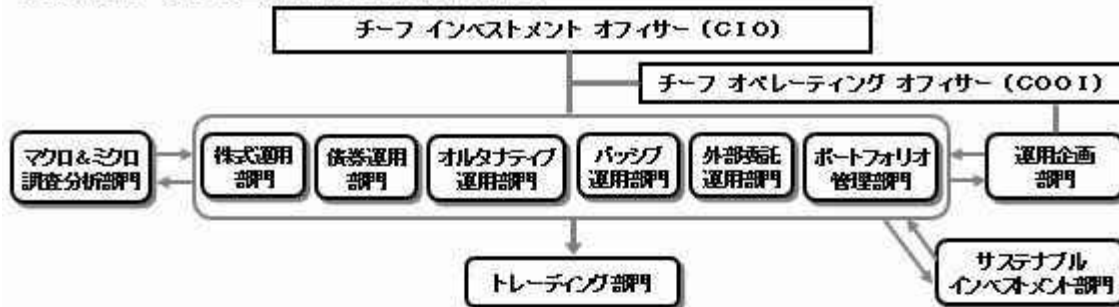 チーフ インベストメント オフィサー (CIO)
チーフ オペレーティング オフィサー (COOI)
マクロ&ミクロ
調査分析部門
株式運用
部門
債券運用
部門
オルタナティブ
運用部門
パッシブ
運用部門
外部委託
運用部門
ポートフォリオ
管理部門
運用企画
部門
トレーディング部門
サステナブル
インベストメント部門